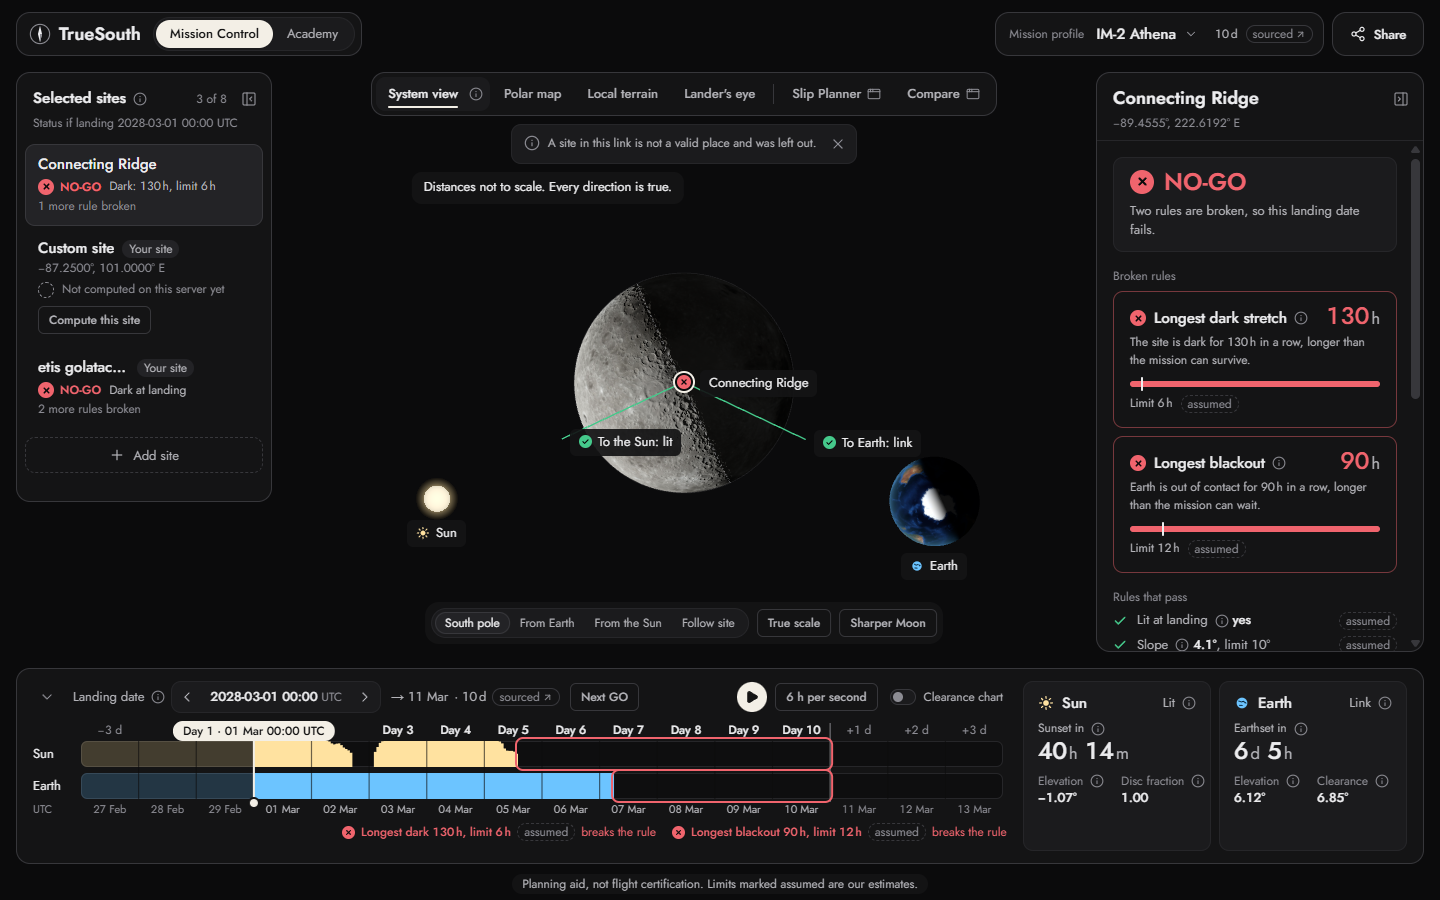 TrueSouth
Mission Control
Academy
Mission profile IM-2 Athena 10 d sourced ↗
Share
Selected sites 3 of 8
Status if landing 2028-03-01 00:00 UTC
Connecting Ridge
NO-GO Dark: 130 h, limit 6 h
1 more rule broken
Custom site Your site
−87.2500°, 101.0000° E
Not computed on this server yet
Compute this site
etis golatac... Your site
NO-GO Dark at landing
2 more rules broken
+ Add site
System view
Polar map
Local terrain
Lander's eye
Slip Planner
Compare
A site in this link is not a valid place and was left out.
Distances not to scale. Every direction is true.
Connecting Ridge
To the Sun: lit
To Earth: link
Sun
Earth
South pole
From Earth
From the Sun
Follow site
True scale
Sharper Moon
Connecting Ridge
−89.4555°, 222.6192° E
NO-GO
Two rules are broken, so this landing date
fails.
Broken rules
Longest dark stretch 130 h
The site is dark for 130 h in a row, longer than
the mission can survive.
Limit 6 h assumed
Longest blackout 90 h
Earth is out of contact for 90 h in a row, longer
than the mission can wait.
Limit 12 h assumed
Rules that pass
Lit at landing yes assumed
Slope 4.1°, limit 10° assumed
Landing date 2028-03-01 00:00 UTC → 11 Mar · 10 d sourced ↗ Next GO
6 h per second
Clearance chart
−3 d Day 1 · 01 Mar 00:00 UTC Day 3 Day 4 Day 5 Day 6 Day 7 Day 8 Day 9 Day 10 +1 d +2 d +3 d
Sun
Earth
UTC 27 Feb 28 Feb 29 Feb 01 Mar 02 Mar 03 Mar 04 Mar 05 Mar 06 Mar 07 Mar 08 Mar 09 Mar 10 Mar 11 Mar 12 Mar 13 Mar
Longest dark 130 h, limit 6 h assumed breaks the rule Longest blackout 90 h, limit 12 h assumed breaks the rule
Sun Lit
Sunset in
40 h 14 m
Elevation Disc fraction
−1.07° 1.00
Earth Link
Earthset in
6 d 5 h
Elevation Clearance
6.12° 6.85°
Planning aid, not flight certification. Limits marked assumed are our estimates.